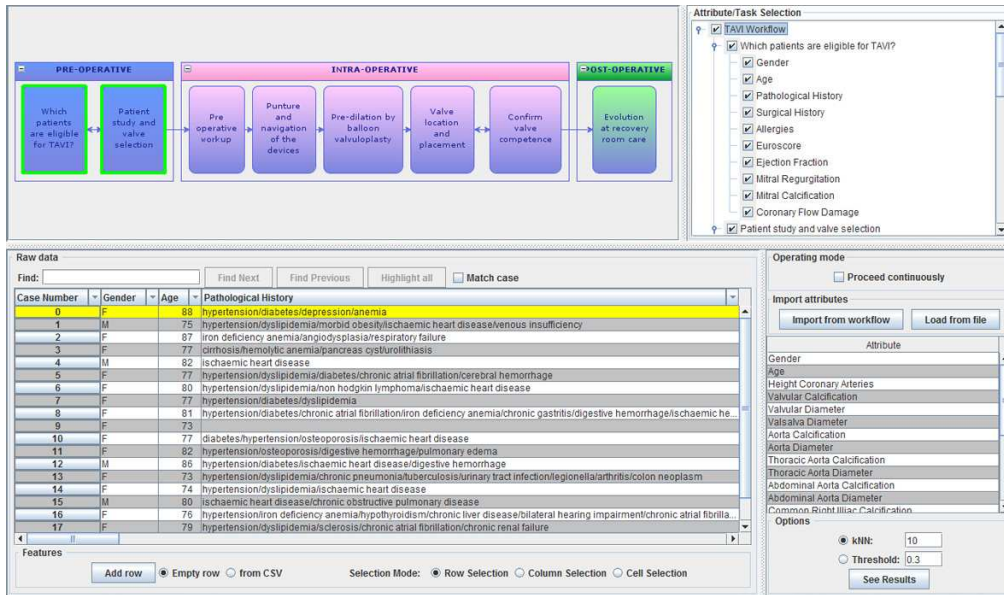 PRE-OPERATIVE
INTRA-OPERATIVE
POST-OPERATIVE
Which patients are eligible for TAVI?
Patient study and valve selection
Pre operative workup
Punture and navigation of the devices
Pre-dilation by balloon valvuloplasty
Valve location and placement
Confirm valve competence
Evolution at recovery room care
Attribute/Task Selection
TAVI Workflow
Which patients are eligible for TAVI?
Gender
Age
Pathological History
Surgical History
Allergies
Euroscore
Ejection Fraction
Mitral Regurgitation
Mitral Calcification
Coronary Flow Damage
Patient study and valve selection
Raw data
Find: Find Next Find Previous Highlight all Match case
Case Number Gender Age Pathological History
0 F 88 hypertension/diabetes/depression/anemia
1 M 75 hypertension/dyslipidemia/morbid obesity/ischaemic heart disease/venous insufficiency
2 F 87 iron deficiency anemia/angiodysplasia/respiratory failure
3 F 77 cirrhosis/hemolytic anemia/pancreas cyst/urolithiasis
4 M 82 ischaemic heart disease
5 F 77 hypertension/dyslipidemia/diabetes/chronic atrial fibrillation/cerebral hemorrhage
6 F 80 hypertension/dyslipidemia/non hodgkin lymphoma/ischaemic heart disease
7 F 77 hypertension/diabetes/dyslipidemia
8 F 81 hypertension/diabetes/chronic atrial fibrillation/iron deficiency anemia/chronic gastritis/digestive hemorrhage/ischaemic he...
9 F 73
10 F 77 diabetes/hypertension/osteoporosis/ischaemic heart disease
11 F 82 hypertension/osteoporosis/digestive hemorrhage/pulmonary edema
12 M 86 hypertension/diabetes/ischaemic heart disease/digestive hemorrhage
13 F 73 hypertension/dyslipidemia/chronic pneumonia/tuberculosis/urinary tract infection/legionella/arthritis/colon neoplasm
14 F 74 hypertension/dyslipidemia/ischaemic heart disease
15 M 80 ischaemic heart disease/chronic obstructive pulmonary disease
16 F 76 hypertension/iron deficiency anemia/hypothyroidism/chronic liver disease/bilateral hearing impairment/chronic atrial fibrilla...
17 F 79 hypertension/dyslipidemia/sclerosis/chronic atrial fibrillation/chronic renal failure
Features
Add row Empty row from CSV Selection Mode: Row Selection Column Selection Cell Selection
Operating mode
Proceed continuously
Import attributes
Import from workflow Load from file
Attribute
Gender
Age
Height Coronary Arteries
Valvular Calcification
Valvular Diameter
Valsalva Diameter
Aorta Calcification
Aorta Diameter
Thoracic Aorta Calcification
Thoracic Aorta Diameter
Abdominal Aorta Calcification
Abdominal Aorta Diameter
Common Right Illiac Calcification
Options
kNN: 10
Threshold: 0.3
See Results